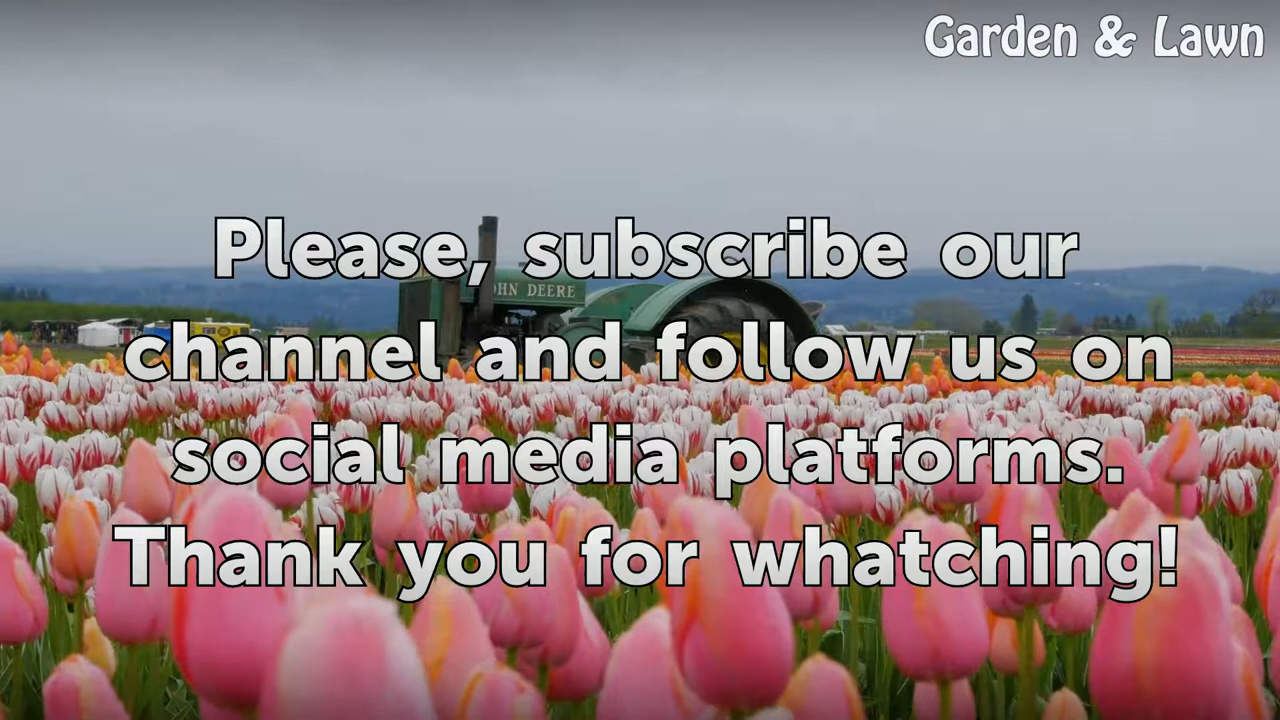 Garden & Lawn
Please, subscribe our
JOHN DEERE
channel and follow us on
social media platforms.
Thank you for whatching!